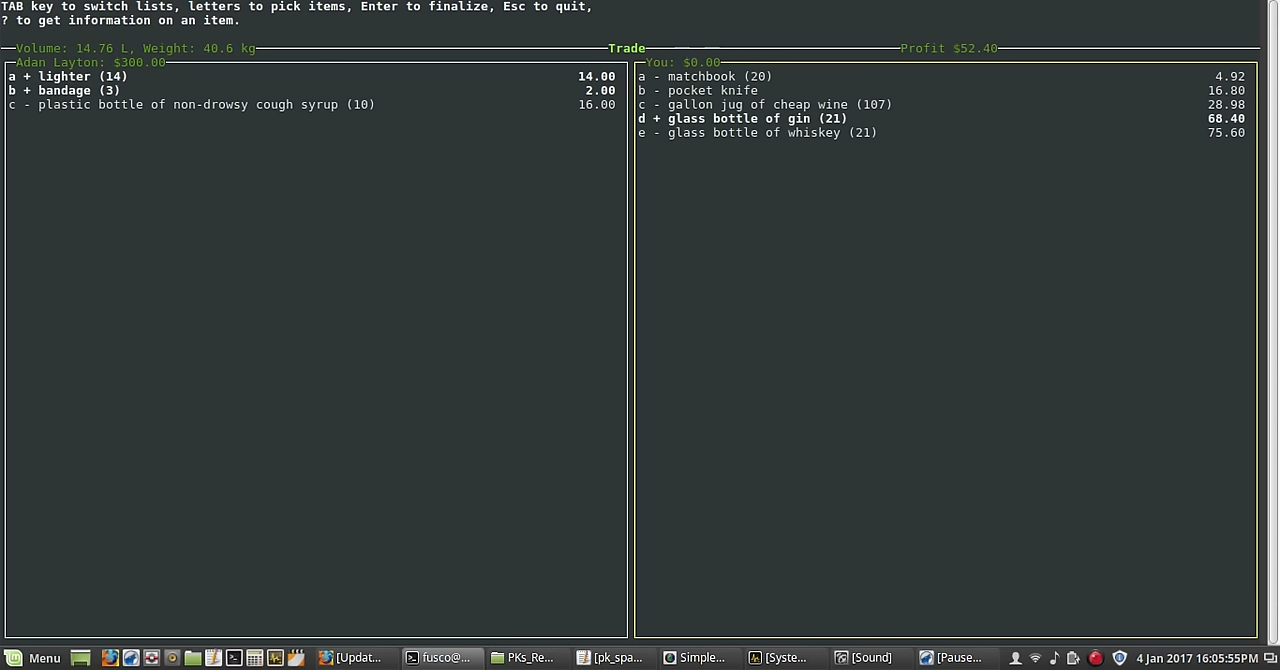 TAB key to switch lists, letters to pick items, Enter to finalize, Esc to quit,
? to get information on an item.
Volume: 14.76 L, Weight: 40.6 kg Trade Profit $52.40
Adan Layton: $300.00
a + lighter (14) 14.00
b + bandage (3) 2.00
c - plastic bottle of non-drowsy cough syrup (10) 16.00
You: $0.00
a - matchbook (20) 4.92
b - pocket knife 16.80
c - gallon jug of cheap wine (107) 28.98
d + glass bottle of gin (21) 68.40
e - glass bottle of whiskey (21) 75.60
Menu [Updat... fusco@... PKs_Re... [pk_spa... Simple... [Syste... [Sound] [Pause... 4 Jan 2017 16:05:55PM